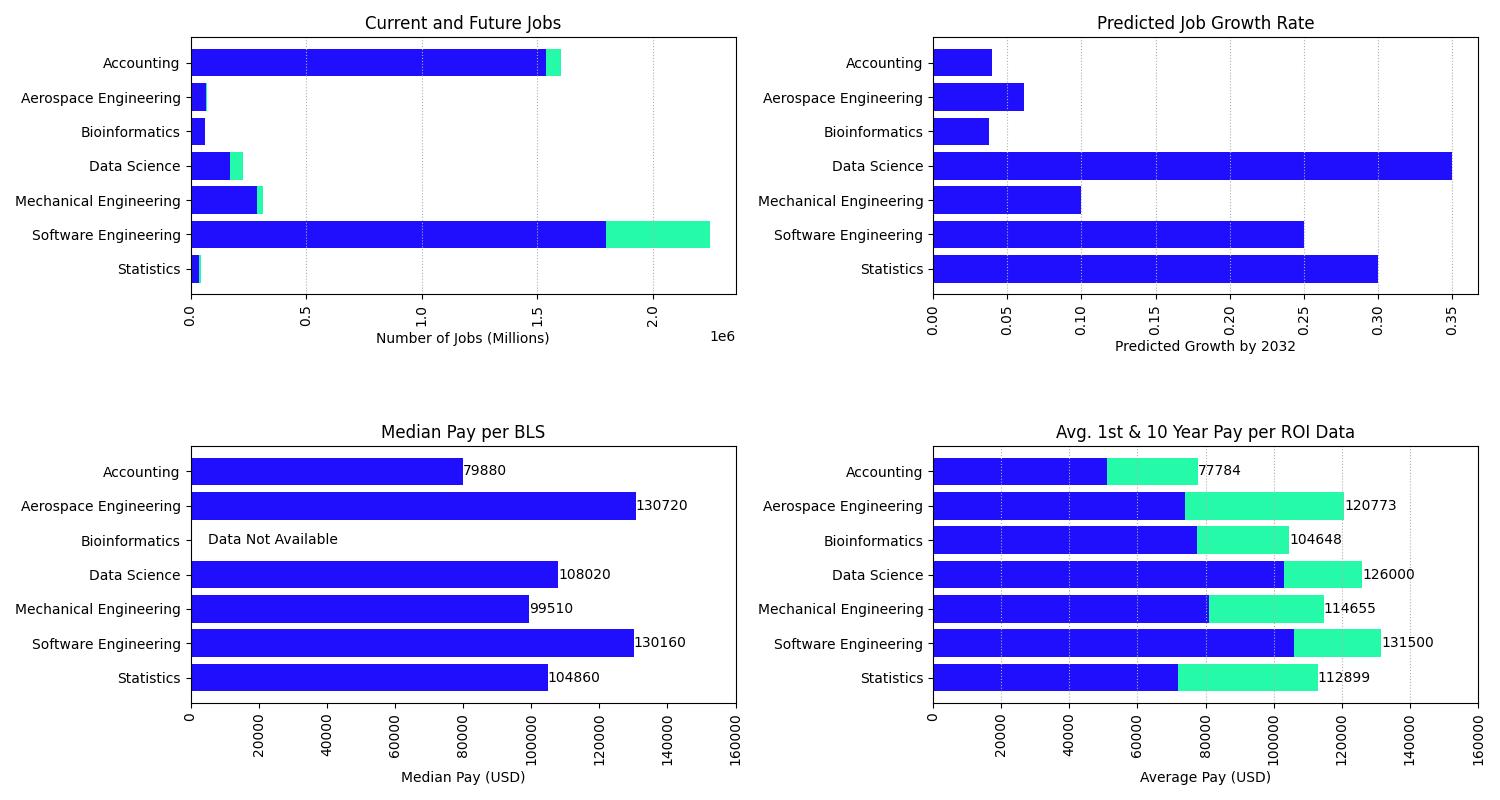 Current and Future Jobs
Accounting
Aerospace Engineering
Bioinformatics
Data Science
Mechanical Engineering
Software Engineering
Statistics
0.0 0.5 1.0 1.5 2.0
Number of Jobs (Millions)
1e6
Predicted Job Growth Rate
Accounting
Aerospace Engineering
Bioinformatics
Data Science
Mechanical Engineering
Software Engineering
Statistics
0.00 0.05 0.10 0.15 0.20 0.25 0.30 0.35
Predicted Growth by 2032
Median Pay per BLS
Accounting 79880
Aerospace Engineering 130720
Bioinformatics Data Not Available
Data Science 108020
Mechanical Engineering 99510
Software Engineering 130160
Statistics 104860
0 20000 40000 60000 80000 100000 120000 140000 160000
Median Pay (USD)
Avg. 1st & 10 Year Pay per ROI Data
Accounting 77784
Aerospace Engineering 120773
Bioinformatics 104648
Data Science 126000
Mechanical Engineering 114655
Software Engineering 131500
Statistics 112899
0 20000 40000 60000 80000 100000 120000 140000 160000
Average Pay (USD)